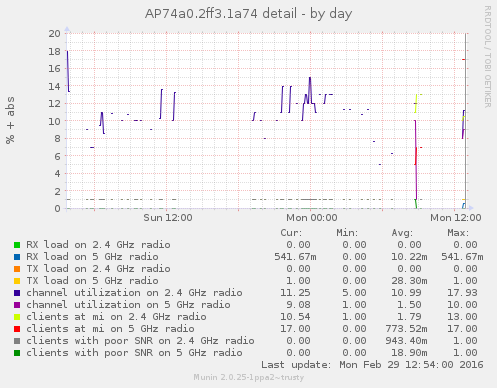 AP74a0.2ff3.1a74 detail - by day
RRDTOOL / TOBI OETIKER
% + abs
20
18
16
14
12
10
8
6
4
2
0
Sun 12:00 Mon 00:00 Mon 12:00
Cur: Min: Avg: Max:
RX load on 2.4 GHz radio 0.00 0.00 0.00 0.00
RX load on 5 GHz radio 541.67m 0.00 10.22m 541.67m
TX load on 2.4 GHz radio 0.00 0.00 0.00 0.00
TX load on 5 GHz radio 1.00 0.00 28.30m 1.00
channel utilization on 2.4 GHz radio 11.25 5.00 10.99 17.93
channel utilization on 5 GHz radio 9.08 1.00 1.50 10.00
clients at mi on 2.4 GHz radio 10.54 1.00 1.79 13.00
clients at mi on 5 GHz radio 17.00 0.00 773.52m 17.00
clients with poor SNR on 2.4 GHz radio 0.00 0.00 943.40m 1.00
clients with poor SNR on 5 GHz radio 0.00 0.00 18.90m 1.00
Last update: Mon Feb 29 12:54:00 2016
Munin 2.0.25-1ppa2~trusty